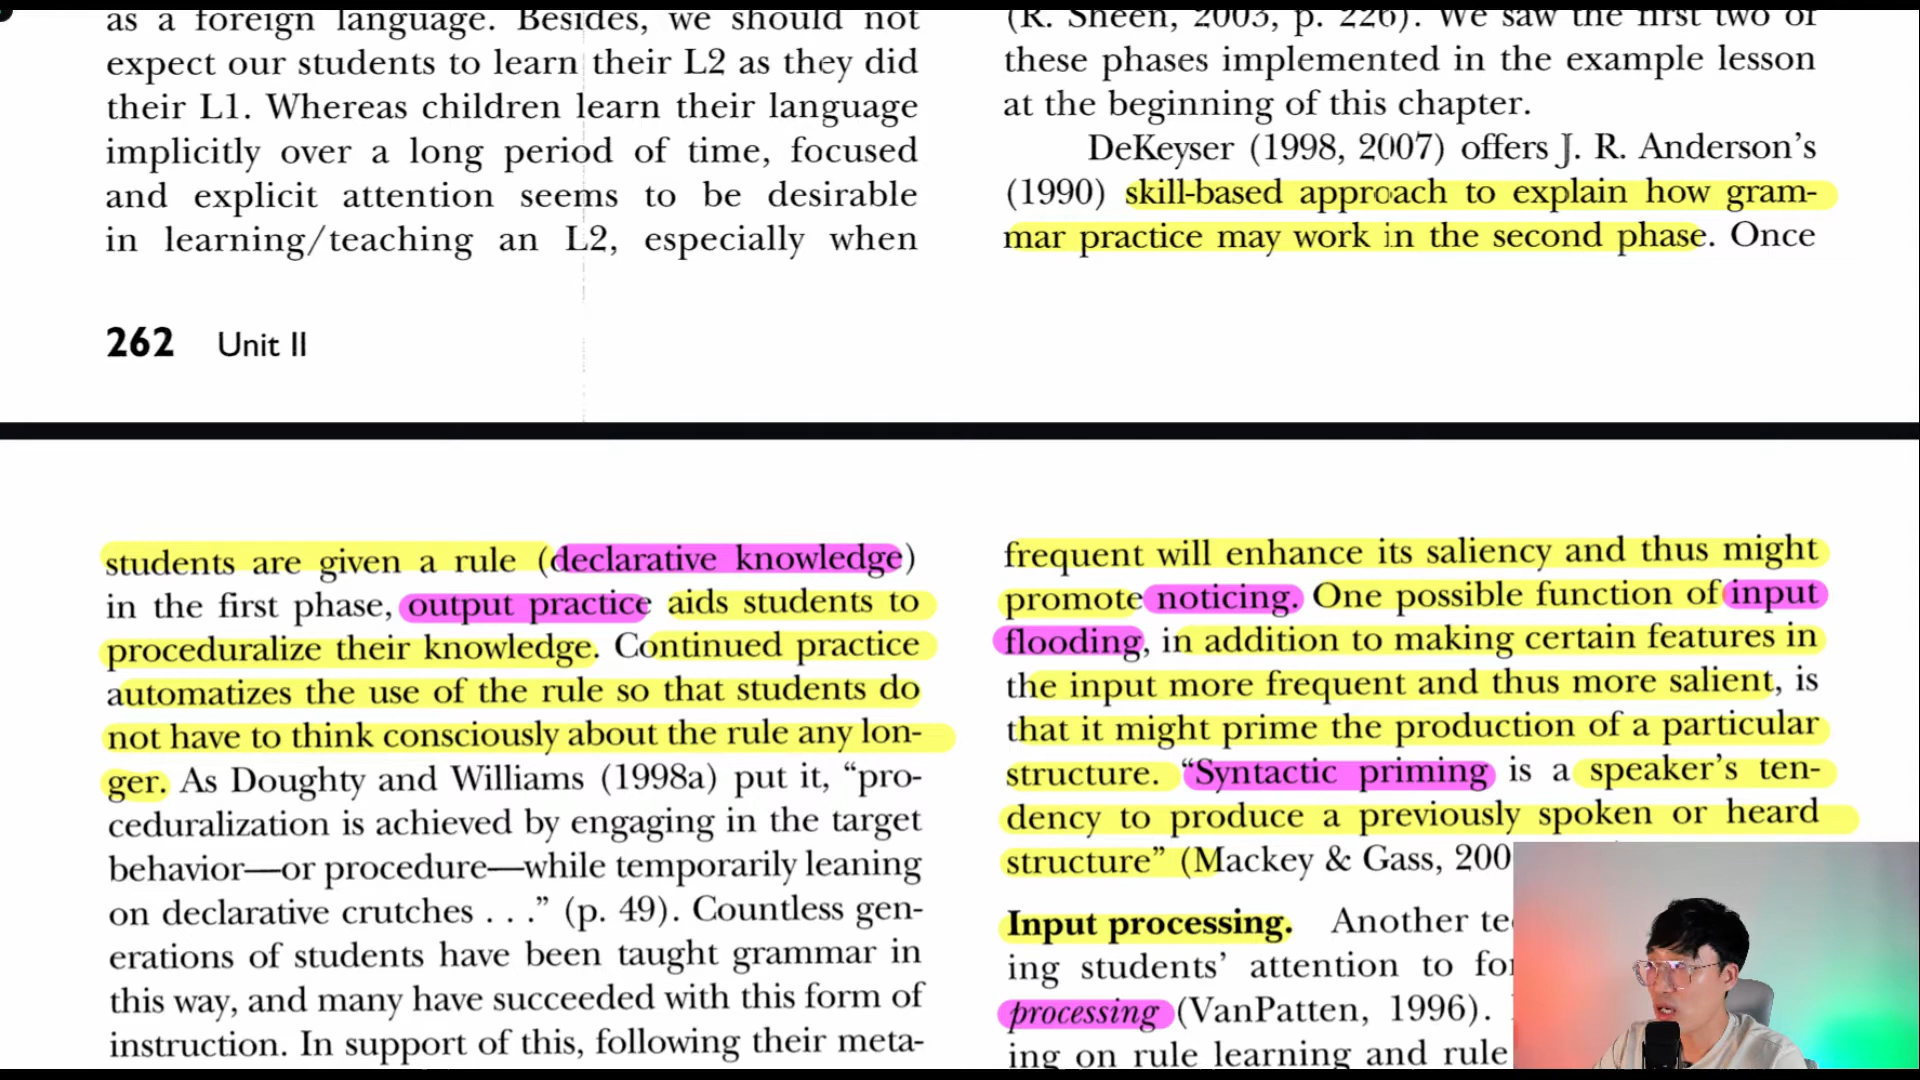 as a foreign language. Besides, we should not
expect our students to learn their L2 as they did
their L1. Whereas children learn their language
implicitly over a long period of time, focused
and explicit attention seems to be desirable
in learning/teaching an L2, especially when
(R. Sheen, 2003, p. 226). We saw the first two of
these phases implemented in the example lesson
at the beginning of this chapter.
DeKeyser (1998, 2007) offers J. R. Anderson’s
(1990) skill-based approach to explain how gram-
mar practice may work in the second phase. Once
262 Unit II
students are given a rule (declarative knowledge)
in the first phase, output practice aids students to
proceduralize their knowledge. Continued practice
automatizes the use of the rule so that students do
not have to think consciously about the rule any lon-
ger. As Doughty and Williams (1998a) put it, “pro-
ceduralization is achieved by engaging in the target
behavior—or procedure—while temporarily leaning
on declarative crutches . . .” (p. 49). Countless gen-
erations of students have been taught grammar in
this way, and many have succeeded with this form of
instruction. In support of this, following their meta-
frequent will enhance its saliency and thus might
promote noticing. One possible function of input
flooding, in addition to making certain features in
the input more frequent and thus more salient, is
that it might prime the production of a particular
structure. “Syntactic priming is a speaker’s ten-
dency to produce a previously spoken or heard
structure” (Mackey & Gass, 200
Input processing. Another te
ing students’ attention to for
processing (VanPatten, 1996).
ing on rule learning and rule